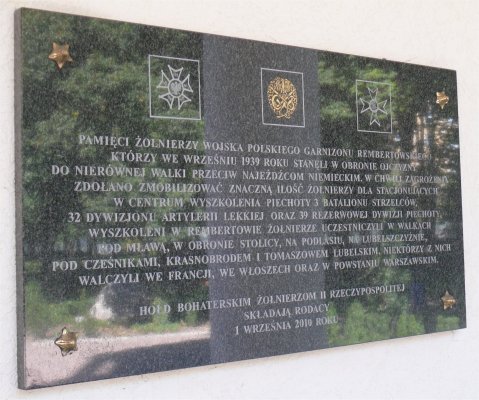 PAMIĘCI ŻOŁNIERZY WOJSKA POLSKIEGO GARNIZONU REMBERTOWSKIEGO
KTÓRZY WE WRZEŚNIU 1939 ROKU STANĘLI W OBRONIE OJCZYZNY
DO NIERÓWNEJ WALKI PRZECIW NAJEŹDŹCOM NIEMIECKIM. W CHWILI ZAGROŻENIA
ZDOŁANO ZMOBILIZOWAĆ ZNACZNĄ ILOŚĆ ŻOŁNIERZY DLA STACJONUJĄCYCH
W CENTRUM WYSZKOLENIA PIECHOTY 3 BATALIONU STRZELCÓW,
32 DYWIZJONU ARTYLERII LEKKIEJ ORAZ 39 REZERWOWEJ DYWIZJI PIECHOTY.
WYSZKOLENI W REMBERTOWIE ŻOŁNIERZE UCZESTNICZYLI W WALKACH
POD MŁAWĄ, W OBRONIE STOLICY, NA PODLASIU, NA LUBELSZCZYŹNIE,
POD CZEŚNIKAMI, KRASNOBRODEM I TOMASZOWEM LUBELSKIM. NIEKTÓRZY Z NICH
WALCZYLI WE FRANCJI, WE WŁOSZECH ORAZ W POWSTANIU WARSZAWSKIM.
HOŁD BOHATERSKIM ŻOŁNIERZOM II RZECZYPOSPOLITEJ
SKŁADAJĄ RODACY
1 WRZEŚNIA 2010 ROKU